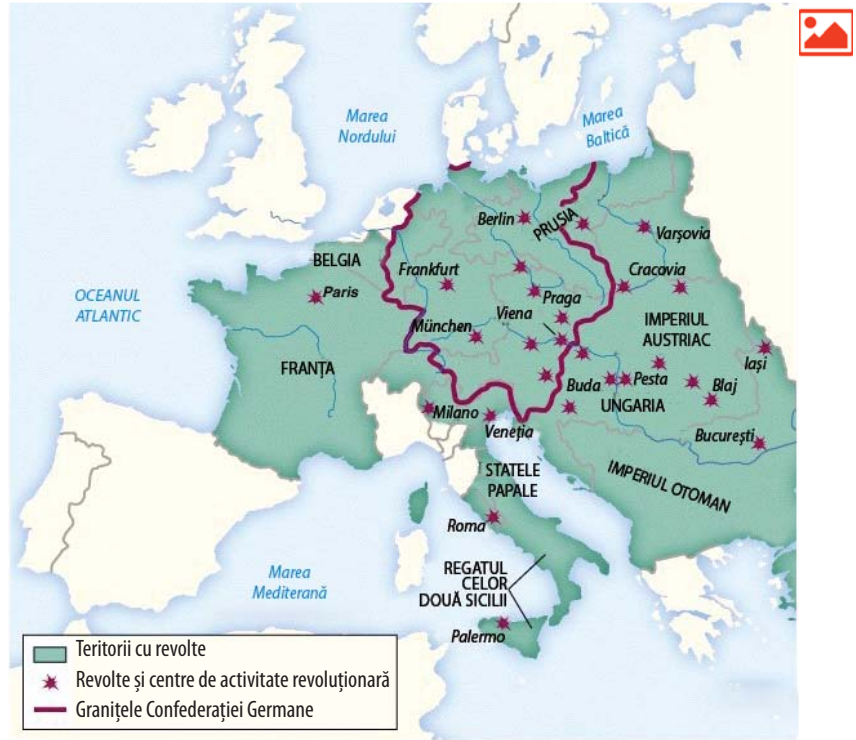 Marea
Nordului
Marea
Baltică
Berlin
PRUSIA
Varșovia
BELGIA
Frankfurt
Cracovia
OCEANUL
ATLANTIC
Paris
Praga
Viena
IMPERIUL
AUSTRIAC
München
Iași
FRANȚA
Buda
Pesta
Blaj
UNGARIA
Milano
Veneția
București
STATELE
PAPALE
IMPERIUL OTOMAN
Roma
REGATUL
CELOR
DOUĂ SICILII
Marea
Mediterană
Palermo
Teritorii cu revolte
Revolte și centre de activitate revoluționară
Granițele Confederației Germane